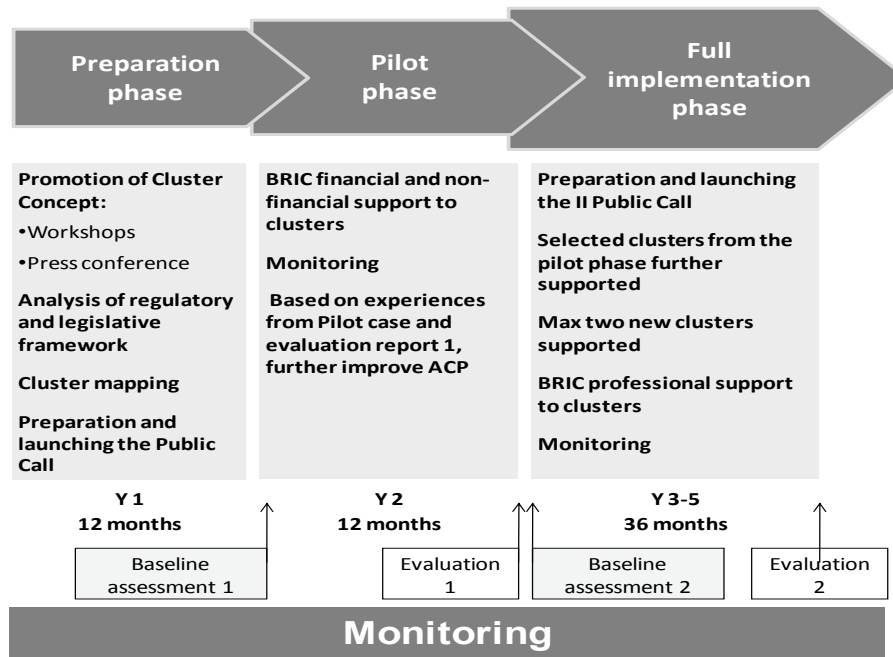 Preparation
phase
Pilot
phase
Full
implementation
phase
Promotion of Cluster
Concept:
•Workshops
•Press conference
Analysis of regulatory
and legislative
framework
Cluster mapping
Preparation and
launching the Public
Call
BRIC financial and non-
financial support to
clusters
Monitoring
Based on experiences
from Pilot case and
evaluation report 1,
further improve ACP
Preparation and launching
the II Public Call
Selected clusters from the
pilot phase further
supported
Max two new clusters
supported
BRIC professional support
to clusters
Monitoring
Y 1
12 months
Y 2
12 months
Y 3-5
36 months
Baseline
assessment 1
Evaluation
1
Baseline
assessment 2
Evaluation
2
Monitoring